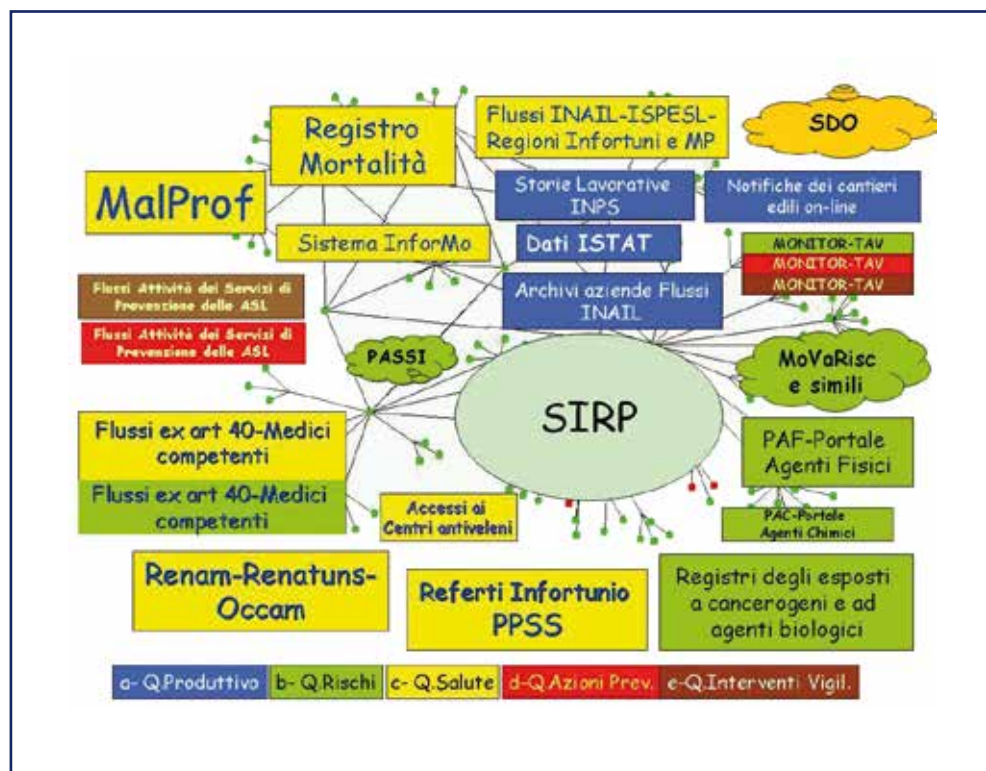 Registro
Mortalità
Flussi INAIL-ISPESL-
Regioni Infortuni e MP
SDO
MalProf
Storie Lavorative
INPS
Notifiche dei cantieri
edili on-line
Sistema InforMo
Dati ISTAT
MONITOR-TAV
MONITOR-TAV
MONITOR-TAV
Flussi Attività dei Servizi di
Prevenzione delle ASL
Archivi aziende Flussi
INAIL
Flussi Attività dei Servizi di
Prevenzione delle ASL
PASSI
MoVaRisc
e simili
SIRP
Flussi ex art 40-Medici
competenti
PAF-Portale
Agenti Fisici
Flussi ex art 40-Medici
competenti
Accessi ai
Centri antiveleni
PAC-Portale
Agenti Chimici
Renam-Renatuns-
Occam
Referti Infortunio
PPSS
Registri degli esposti
a cancerogeni e ad
agenti biologici
a- Q.Produttivo
b- Q.Rischi
c- Q.Salute
d-Q.Azioni Prev.
e-Q.Interventi Vigil.